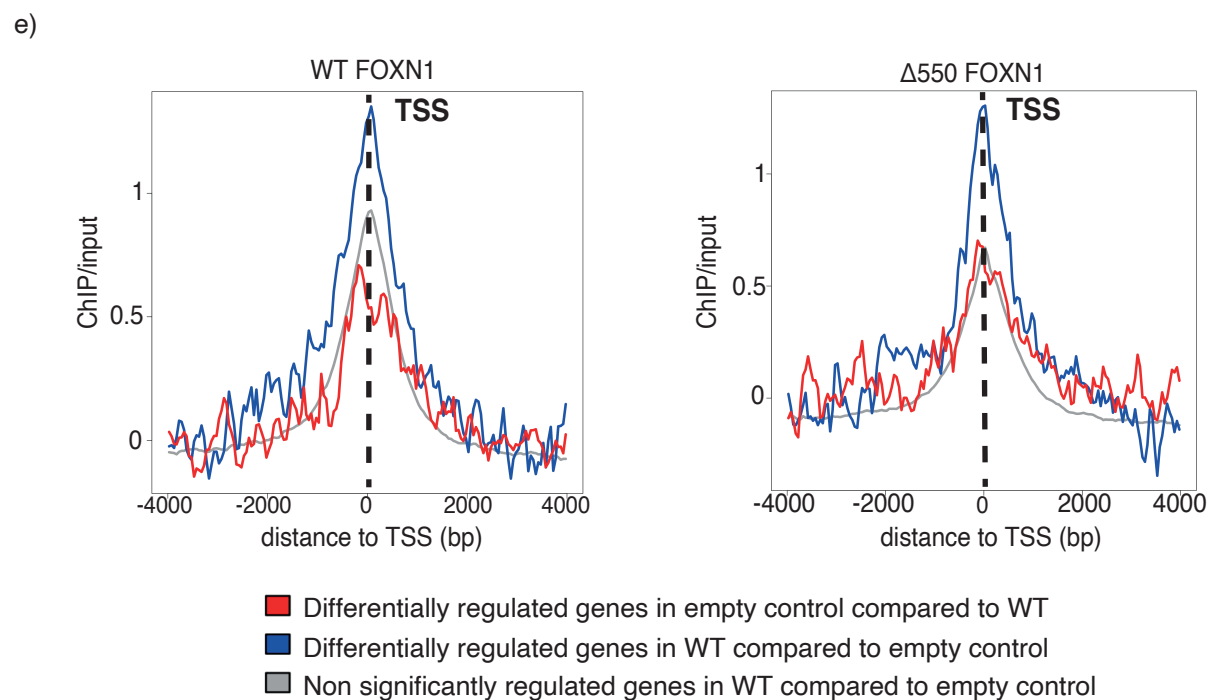 e)
WT FOXN1
TSS
1
0.5
0
ChIP/input
-4000 -2000 0 2000 4000
distance to TSS (bp)
Δ550 FOXN1
TSS
1
0.5
0
ChIP/input
-4000 -2000 0 2000 4000
distance to TSS (bp)
Differentially regulated genes in empty control compared to WT
Differentially regulated genes in WT compared to empty control
Non significantly regulated genes in WT compared to empty control